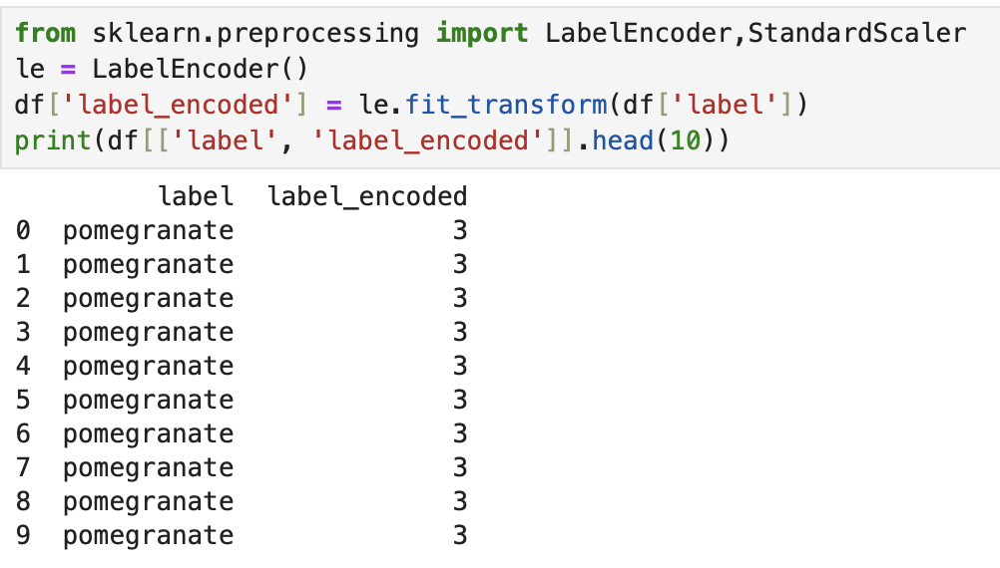 from sklearn.preprocessing import LabelEncoder,StandardScaler
le = LabelEncoder()
df['label_encoded'] = le.fit_transform(df['label'])
print(df[['label', 'label_encoded']].head(10))
label label_encoded
0 pomegranate 3
1 pomegranate 3
2 pomegranate 3
3 pomegranate 3
4 pomegranate 3
5 pomegranate 3
6 pomegranate 3
7 pomegranate 3
8 pomegranate 3
9 pomegranate 3